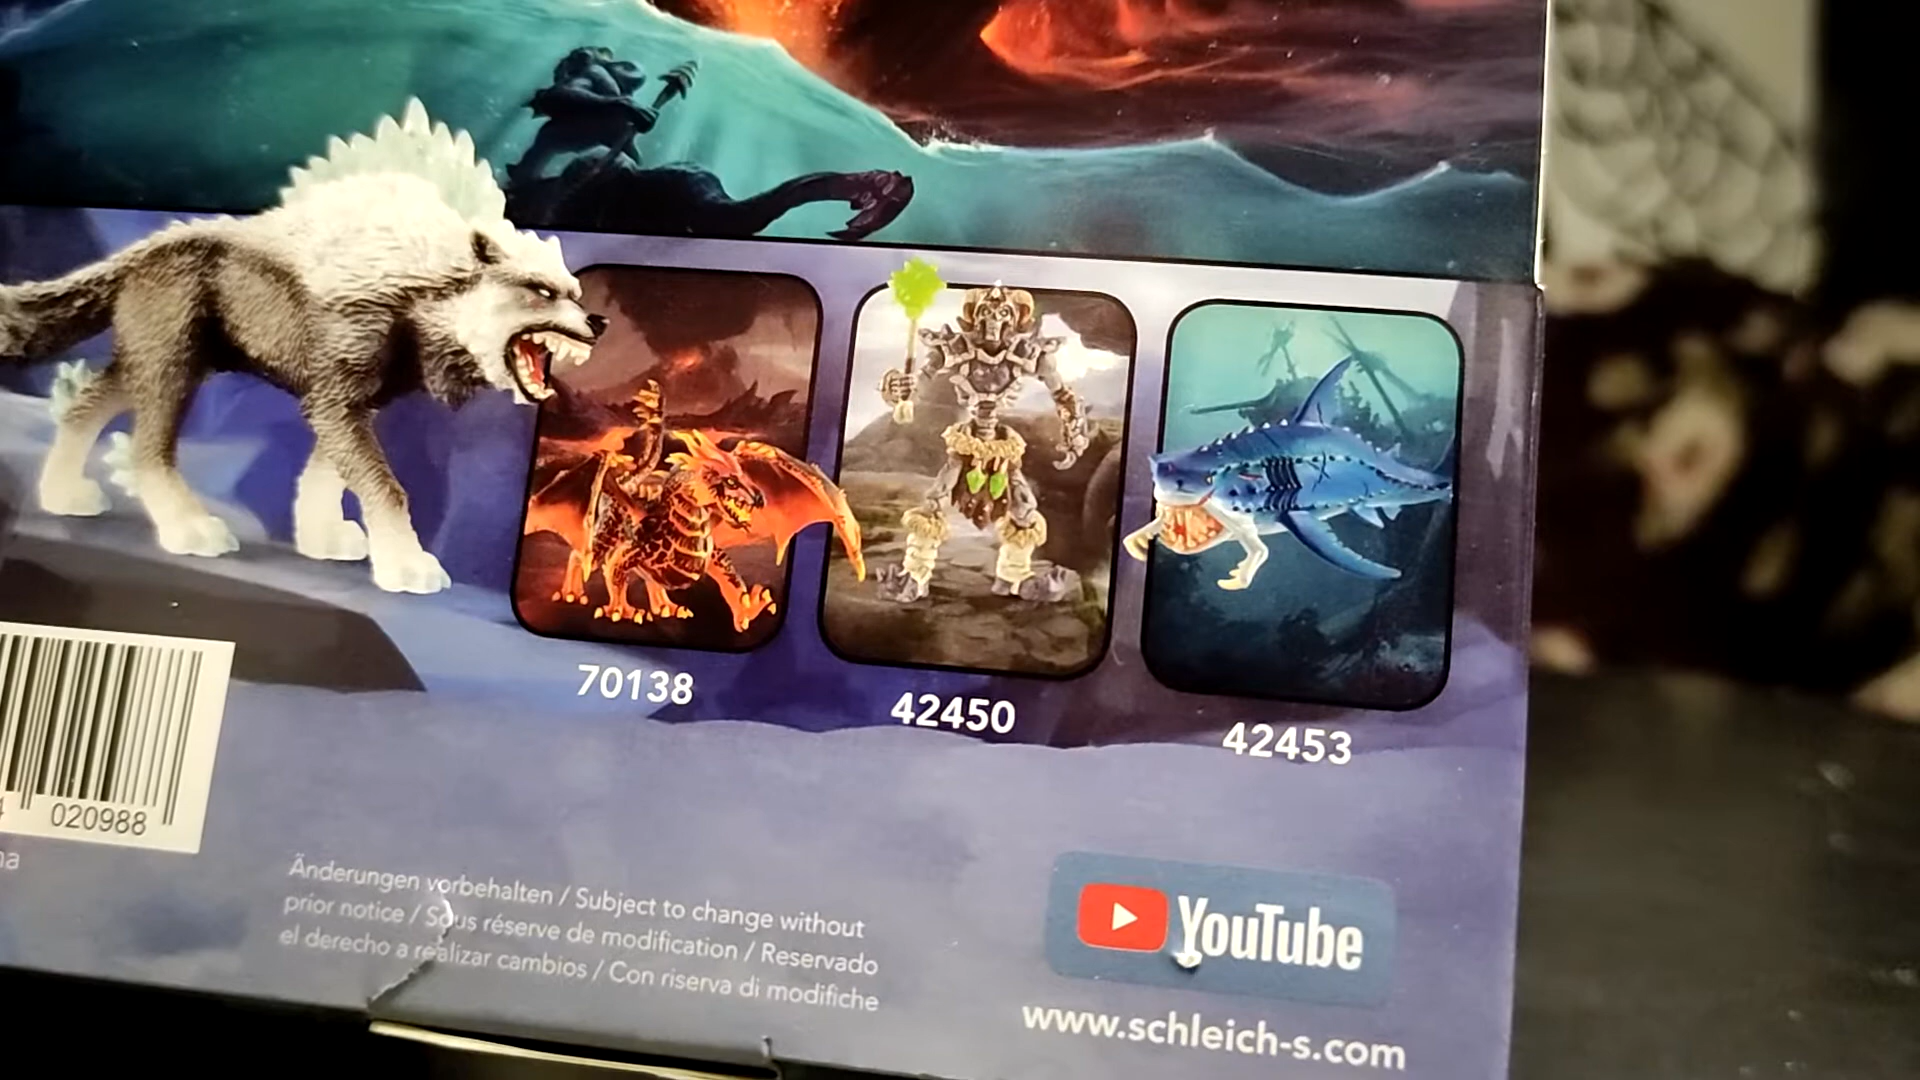 70138
42450
42453
020988
Änderungen vorbehalten / Subject to change without
prior notice / Sous réserve de modification / Reservado
el derecho a realizar cambios / Con riserva di modifiche
YouTube
www.schleich-s.com